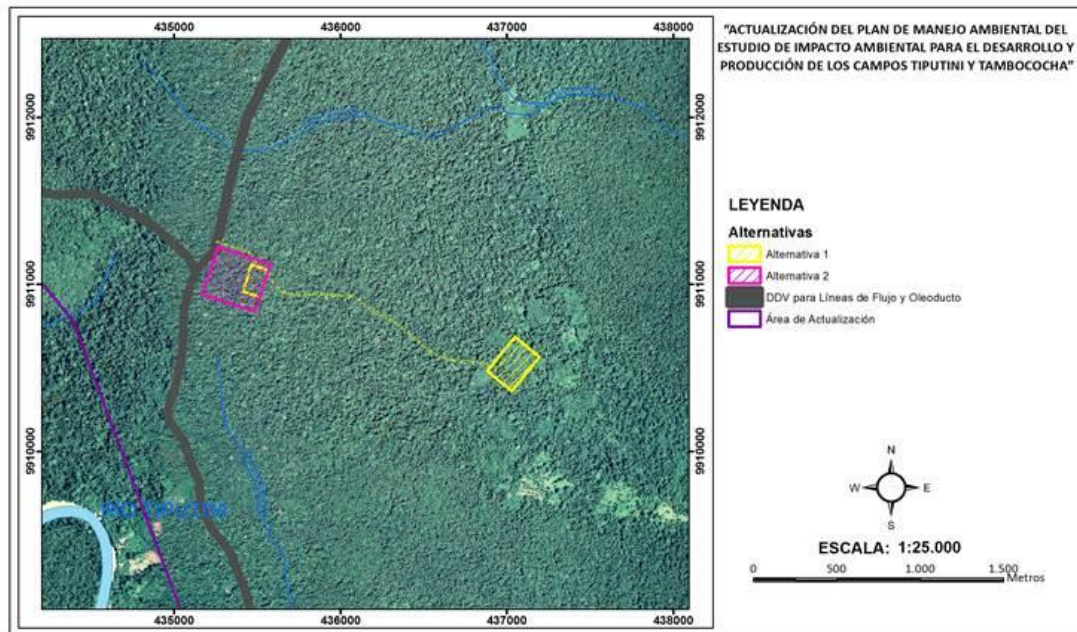 435000 436000 437000 438000
"ACTUALIZACIÓN DEL PLAN DE MANEJO AMBIENTAL DEL
ESTUDIO DE IMPACTO AMBIENTAL PARA EL DESARROLLO Y
PRODUCCIÓN DE LOS CAMPOS TIPUTINI Y TAMBOCOCHA"
9912000 9912000
LEYENDA
Alternativas
Alternativa 1
Alternativa 2
DDV para Líneas de Flujo y Oleoducto
Área de Actualización
9911000 9911000
9910000 9910000
N
W E
S
ESCALA: 1:25.000
0 500 1.000 1.500
Metros
435000 436000 437000 438000